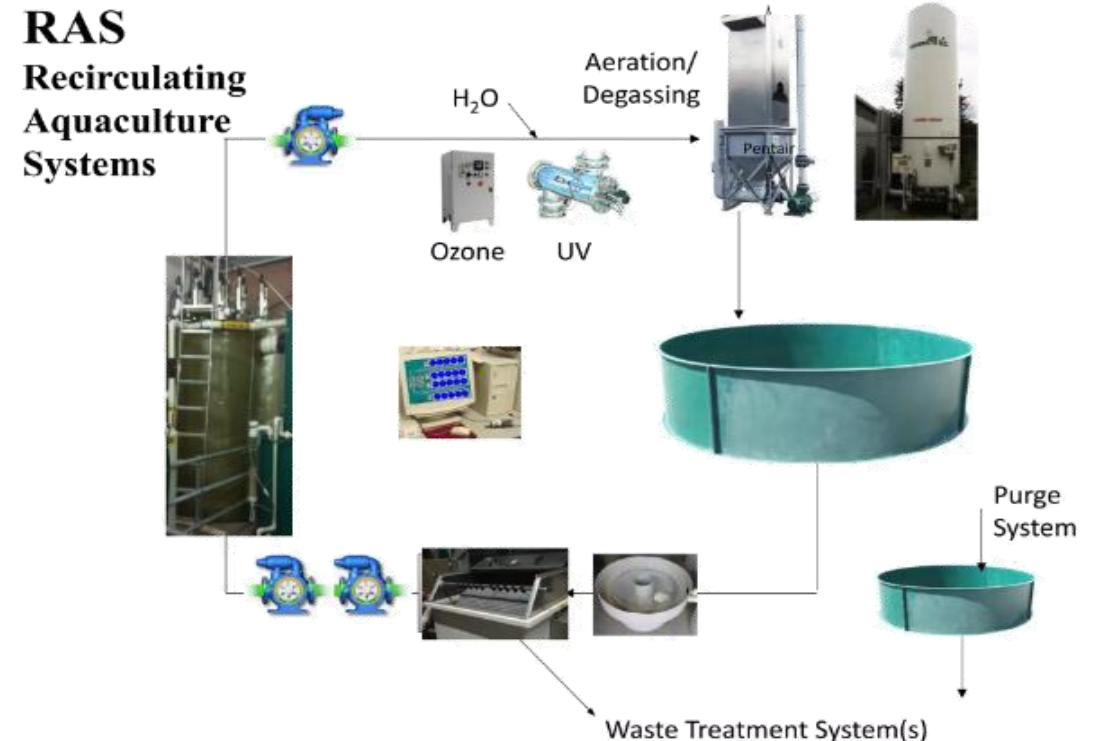 RAS
Recirculating
Aquaculture
Systems
H₂O
Aeration/
Degassing
Pentair
Ozone
UV
Purge
System
Waste Treatment System(s)